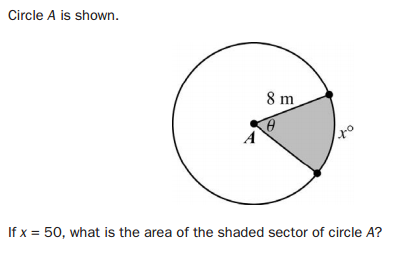 Circle A is shown.
8 m
θ
A
x°
If x = 50, what is the area of the shaded sector of circle A?